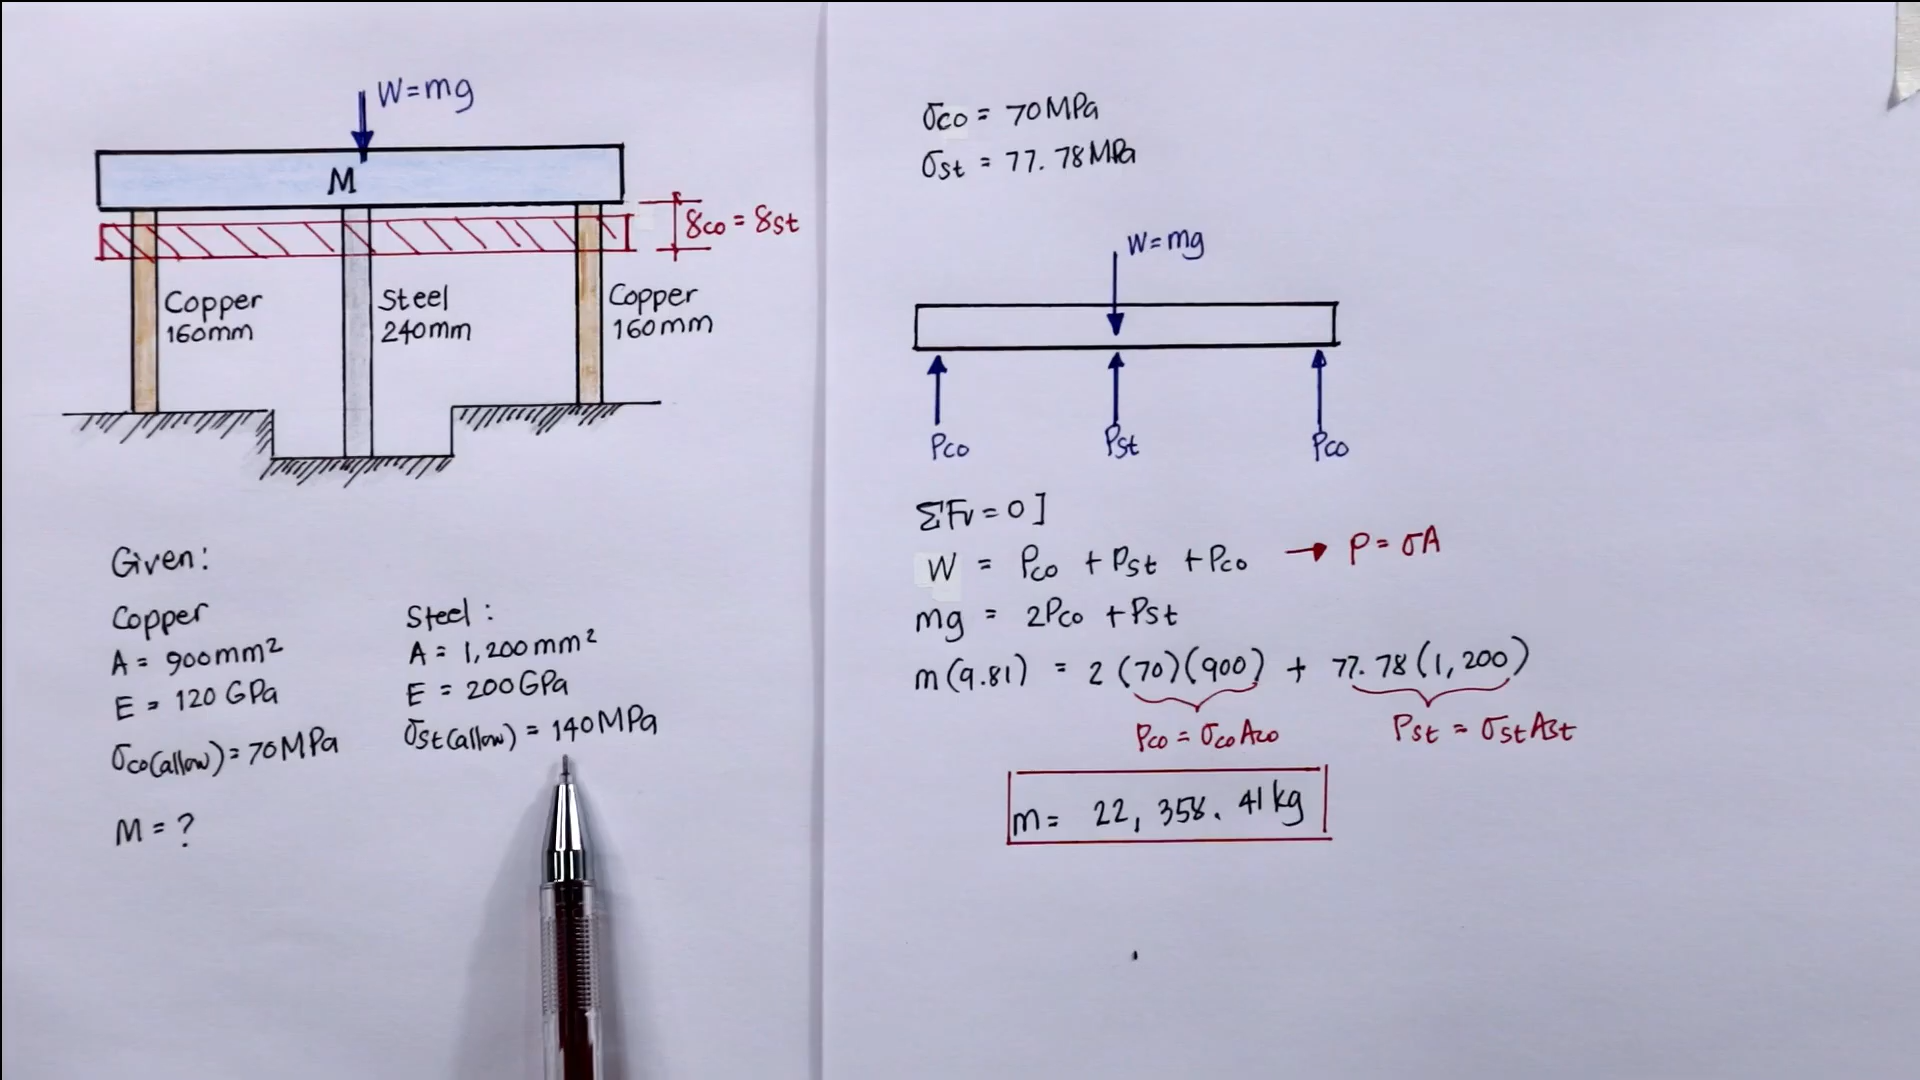 W=mg
M
δco = δst
Copper
160mm
Steel
240mm
Copper
160mm
Given:
Copper
A = 900mm²
E = 120 GPa
σco(allow) = 70MPa
M = ?
Steel:
A = 1,200mm²
E = 200GPa
σst(allow) = 140MPa
σco = 70MPa
σst = 77.78MPa
W=mg
Pco
Pst
Pco
ΣFv = 0 ]
W = Pco + Pst + Pco → P = σA
mg = 2Pco + Pst
m(9.81) = 2(70)(900) + 77.78(1,200)
Pco = σcoAco
Pst = σstAst
m = 22,358.41kg